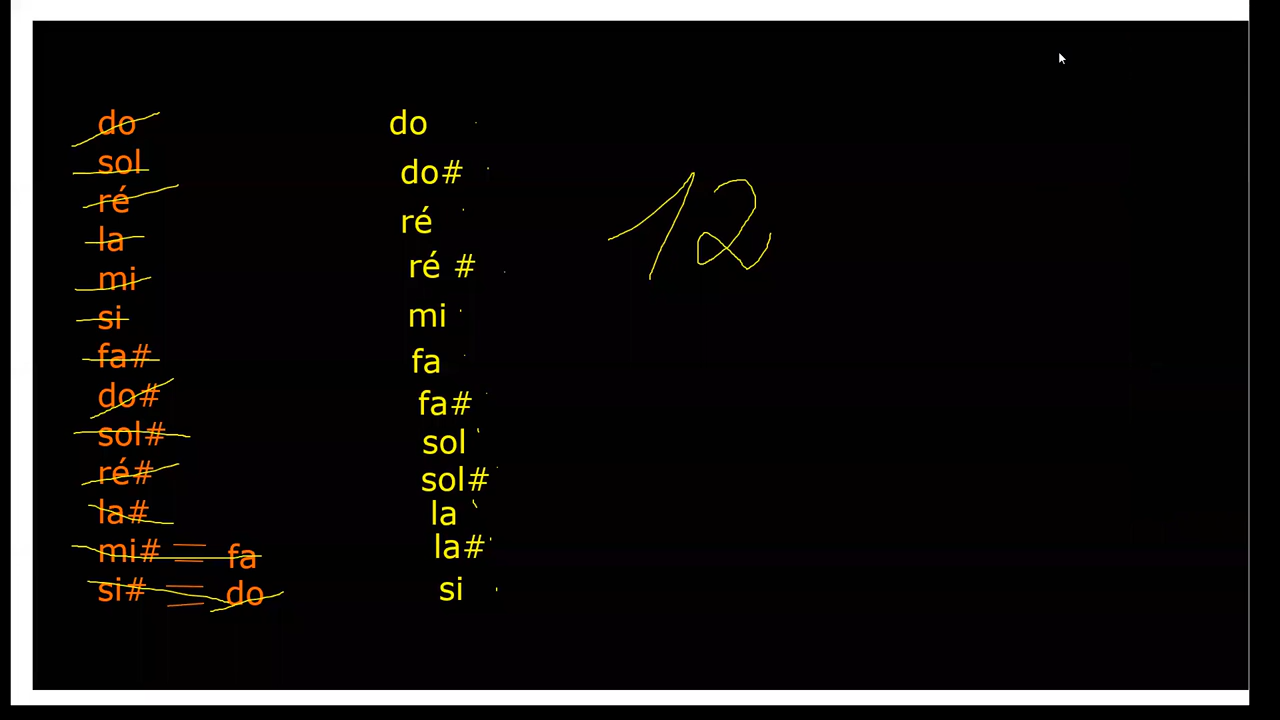 do
sol
ré
la
mi
si
fa#
do#
sol#
ré#
la#
mi# = fa
si# = do
do
do#
ré
ré #
mi
fa
fa#
sol
sol#
la
la#
si
12